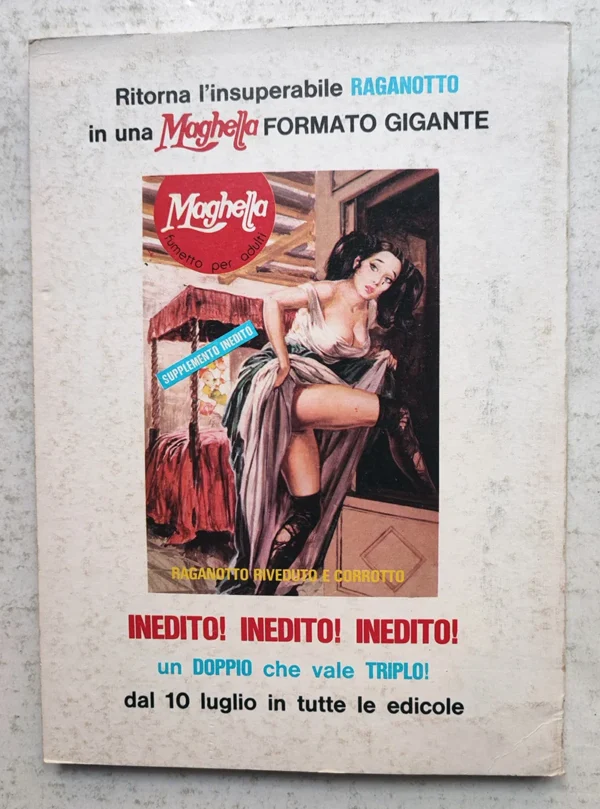 Ritorna l'insuperabile RAGANOTTO
in una Maghella FORMATO GIGANTE
Maghella
fumetto per adulti
SUPPLEMENTO INEDITO
RAGANOTTO RIVEDUTO E CORROTTO
INEDITO! INEDITO! INEDITO!
un DOPPIO che vale TRIPLO!
dal 10 luglio in tutte le edicole